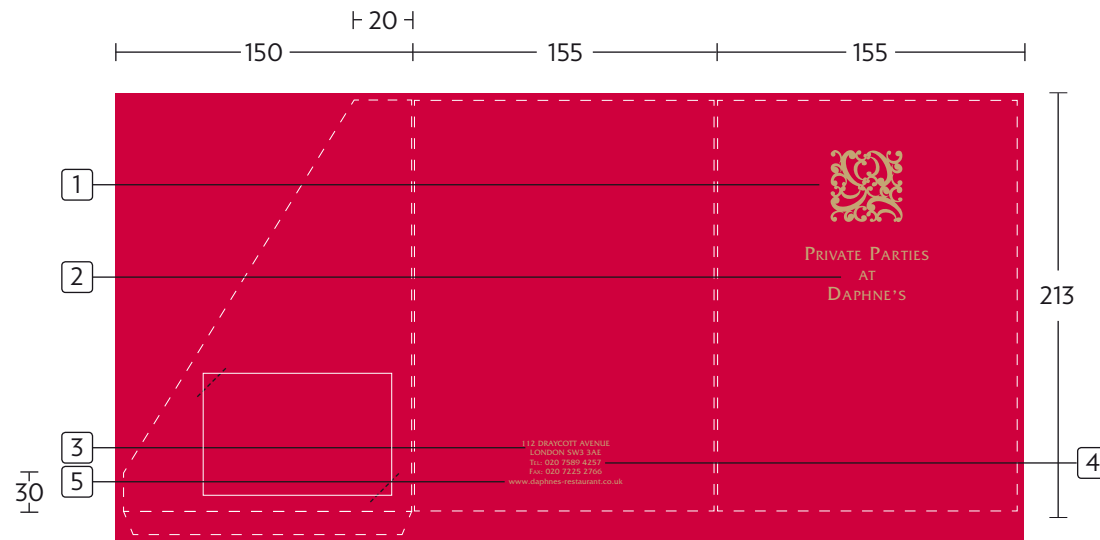 20
150
155
155
1
PRIVATE PARTIES
2
AT
DAPHNE'S
213
3
112 DRAYCOTT AVENUE
LONDON SW3 3AE
TEL: 020 7589 4257
4
FAX: 020 7225 2766
30
5
www.daphnes-restaurant.co.uk